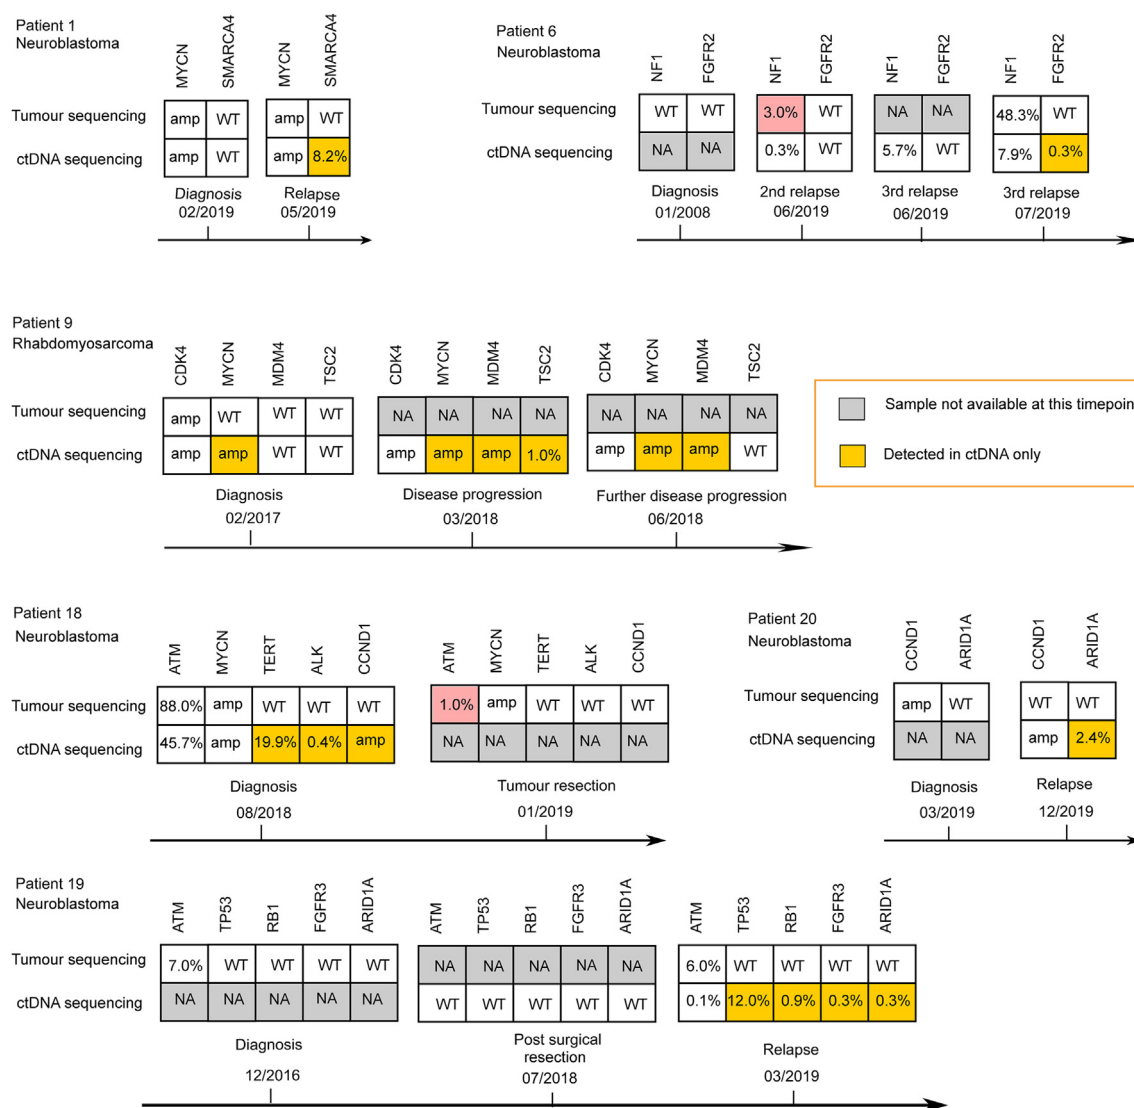 Patient 1
Neuroblastoma
MYCN SMARCA4 MYCN SMARCA4
Tumour sequencing amp WT amp WT
ctDNA sequencing amp WT amp 8.2%
Diagnosis Relapse
02/2019 05/2019
Patient 6
Neuroblastoma
NF1 FGFR2 NF1 FGFR2 NF1 FGFR2 NF1 FGFR2
Tumour sequencing WT WT 3.0% WT NA NA 48.3% WT
ctDNA sequencing NA NA 0.3% WT 5.7% WT 7.9% 0.3%
Diagnosis 2nd relapse 3rd relapse 3rd relapse
01/2008 06/2019 06/2019 07/2019
Patient 9
Rhabdomyosarcoma
CDK4 MYCN MDM4 TSC2 CDK4 MYCN MDM4 TSC2 CDK4 MYCN MDM4 TSC2
Tumour sequencing amp WT WT WT NA NA NA NA NA NA NA NA
ctDNA sequencing amp amp WT WT amp amp amp 1.0% amp amp amp WT
Diagnosis Disease progression Further disease progression
02/2017 03/2018 06/2018
Sample not available at this timepoin
Detected in ctDNA only
Patient 18
Neuroblastoma
ATM MYCN TERT ALK CCND1 ATM MYCN TERT ALK CCND1
Tumour sequencing 88.0% amp WT WT WT 1.0% amp WT WT WT
ctDNA sequencing 45.7% amp 19.9% 0.4% amp NA NA NA NA NA
Diagnosis Tumour resection
08/2018 01/2019
Patient 20
Neuroblastoma
CCND1 ARID1A CCND1 ARID1A
Tumour sequencing amp WT WT WT
ctDNA sequencing NA NA amp 2.4%
Diagnosis Relapse
03/2019 12/2019
Patient 19
Neuroblastoma
ATM TP53 RB1 FGFR3 ARID1A ATM TP53 RB1 FGFR3 ARID1A ATM TP53 RB1 FGFR3 ARID1A
Tumour sequencing 7.0% WT WT WT WT NA NA NA NA NA 6.0% WT WT WT WT
ctDNA sequencing NA NA NA NA NA WT WT WT WT WT 0.1% 12.0% 0.9% 0.3% 0.3%
Diagnosis Post surgical Relapse
resection
12/2016 07/2018 03/2019